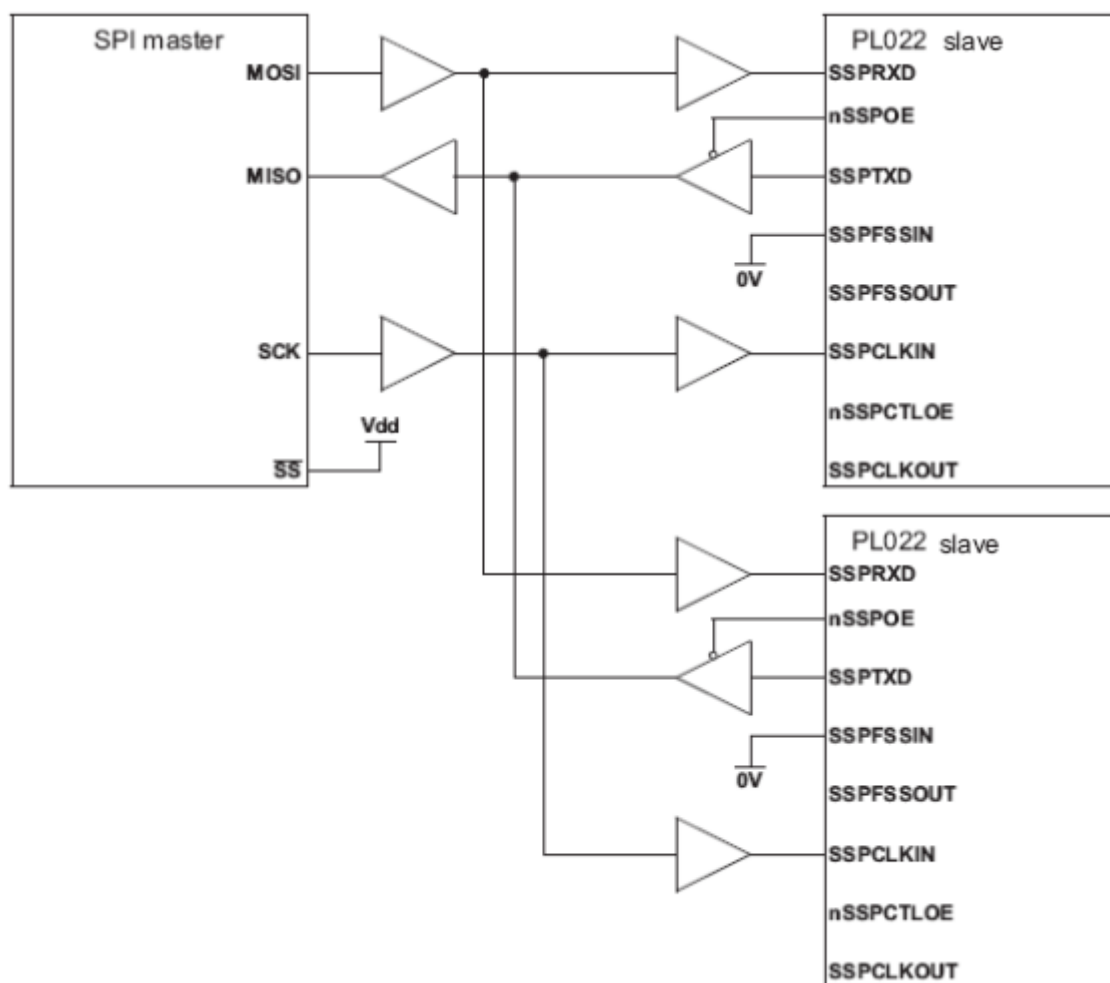 SPI master
MOSI
MISO
SCK
Vdd
SS
PL022 slave
SSPRXD
nSSPOE
SSPTXD
SSPFSSIN
0V
SSPFSSOUT
SSPCLKIN
nSSPCTLOE
SSPCLKOUT
PL022 slave
SSPRXD
nSSPOE
SSPTXD
SSPFSSIN
0V
SSPFSSOUT
SSPCLKIN
nSSPCTLOE
SSPCLKOUT